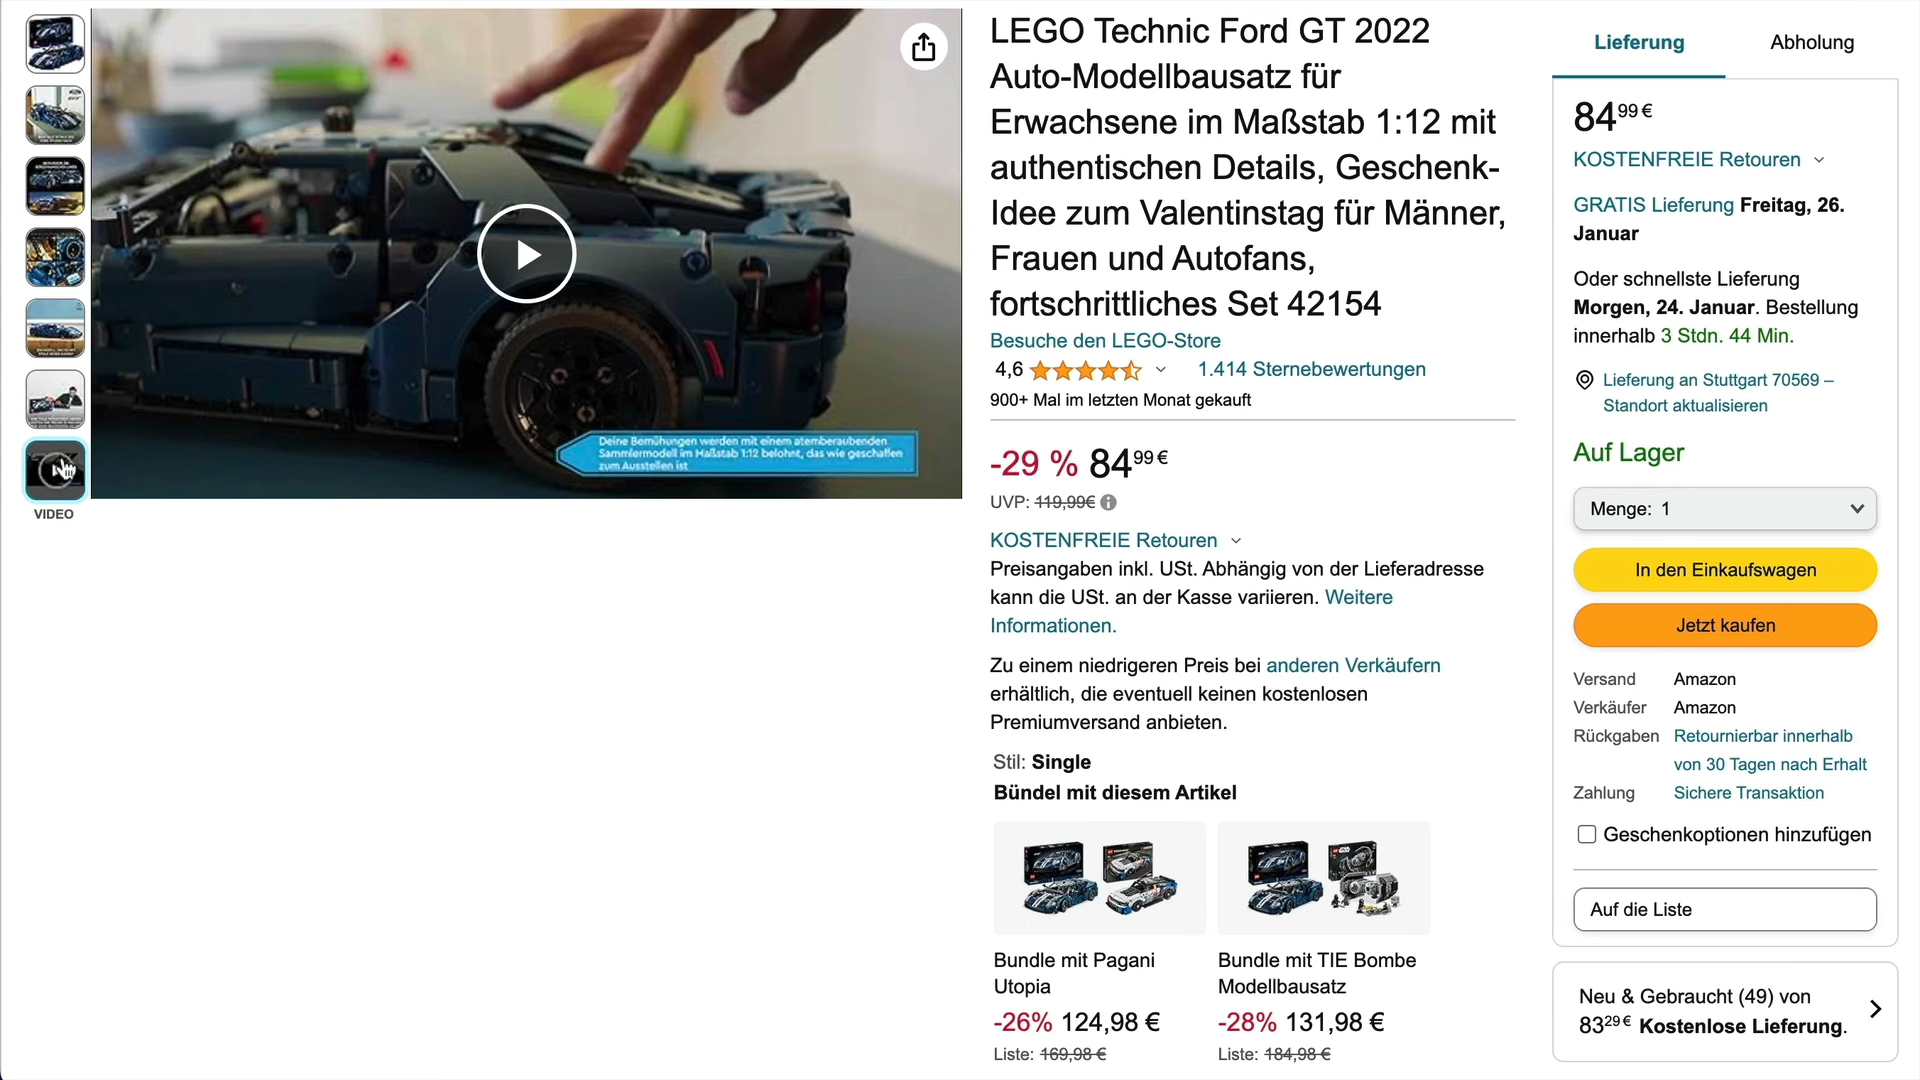 VIDEO
Deine Bemühungen werden mit einem atemberaubenden
Sammlermodell im Maßstab 1:12 belohnt, das wie geschaffen
zum Ausstellen ist
LEGO Technic Ford GT 2022
Auto-Modellbausatz für
Erwachsene im Maßstab 1:12 mit
authentischen Details, Geschenk-
Idee zum Valentinstag für Männer,
Frauen und Autofans,
fortschrittliches Set 42154
Besuche den LEGO-Store
4,6 1.414 Sternebewertungen
900+ Mal im letzten Monat gekauft
-29 % 84 99 €
UVP: 119,99€
KOSTENFREIE Retouren
Preisangaben inkl. USt. Abhängig von der Lieferadresse
kann die USt. an der Kasse variieren. Weitere
Informationen.
Zu einem niedrigeren Preis bei anderen Verkäufern
erhältlich, die eventuell keinen kostenlosen
Premiumversand anbieten.
Stil: Single
Bündel mit diesem Artikel
Bundle mit Pagani
Utopia
-26% 124,98 €
Liste: 169,98 €
Bundle mit TIE Bombe
Modellbausatz
-28% 131,98 €
Liste: 184,98 €
Lieferung Abholung
84 99 €
KOSTENFREIE Retouren
GRATIS Lieferung Freitag, 26.
Januar
Oder schnellste Lieferung
Morgen, 24. Januar. Bestellung
innerhalb 3 Stdn. 44 Min.
Lieferung an Stuttgart 70569 –
Standort aktualisieren
Auf Lager
Menge: 1
In den Einkaufswagen
Jetzt kaufen
Versand Amazon
Verkäufer Amazon
Rückgaben Retournierbar innerhalb
von 30 Tagen nach Erhalt
Zahlung Sichere Transaktion
Geschenkoptionen hinzufügen
Auf die Liste
Neu & Gebraucht (49) von
83 29 € Kostenlose Lieferung.